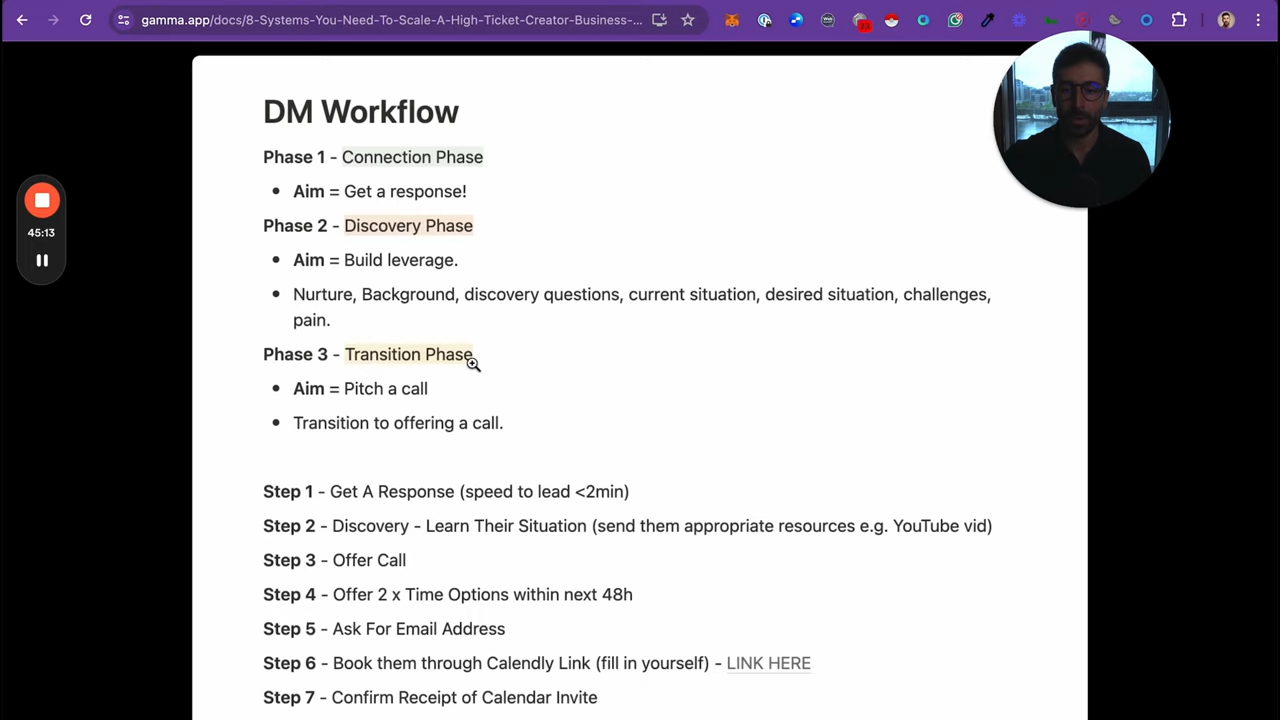 gamma.app/docs/8-Systems-You-Need-To-Scale-A-High-Ticket-Creator-Business-...
DM Workflow
Phase 1 - Connection Phase
• Aim = Get a response!
Phase 2 - Discovery Phase
• Aim = Build leverage.
• Nurture, Background, discovery questions, current situation, desired situation, challenges,
pain.
Phase 3 - Transition Phase
• Aim = Pitch a call
• Transition to offering a call.
45:13
Step 1 - Get A Response (speed to lead <2min)
Step 2 - Discovery - Learn Their Situation (send them appropriate resources e.g. YouTube vid)
Step 3 - Offer Call
Step 4 - Offer 2 x Time Options within next 48h
Step 5 - Ask For Email Address
Step 6 - Book them through Calendly Link (fill in yourself) - LINK HERE
Step 7 - Confirm Receipt of Calendar Invite